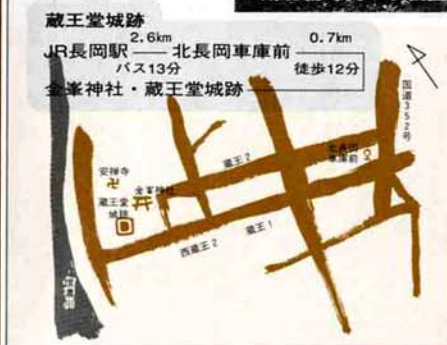 蔵王堂城跡
2.6km 0.7km
JR長岡駅 北長岡車庫前
バス13分 徒歩12分
金峯神社・蔵王堂城跡
国道352号
北長岡
車庫前
蔵王2
安禅寺
金峯神社
蔵王堂
城跡
蔵王1
西蔵王2
信濃川